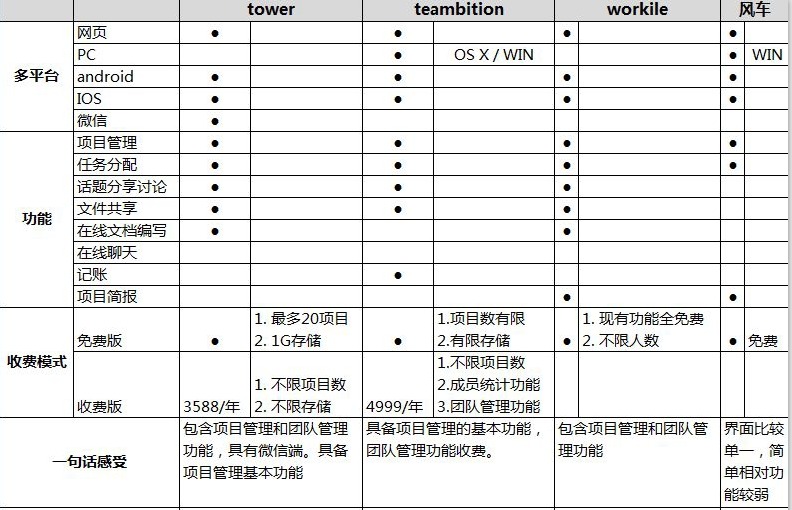 tower teambition workile 风车
多平台
网页 ● ● ● ●
PC ● OS X / WIN ● WIN
android ● ● ● ●
IOS ● ● ● ●
微信 ●
功能
项目管理 ● ● ● ●
任务分配 ● ● ● ●
话题分享讨论 ● ● ●
文件共享 ● ● ●
在线文档编写 ● ●
在线聊天
记账 ●
项目简报 ● ●
收费模式
免费版 ●
1. 最多20项目
2. 1G存储
●
1.项目数有限
2.有限存储
●
1. 现有功能全免费
2. 不限人数
● 免费
收费版 3588/年
1. 不限项目数
2. 不限存储
4999/年
1.不限项目数
2.成员统计功能
3.团队管理功能
一句话感受
包含项目管理和团队管理
功能，具有微信端。具备
项目管理基本功能
具备项目管理的基本功能，
团队管理功能收费。
包含项目管理和团队管
理功能
界面比较
单一，简
单相对功
能较弱